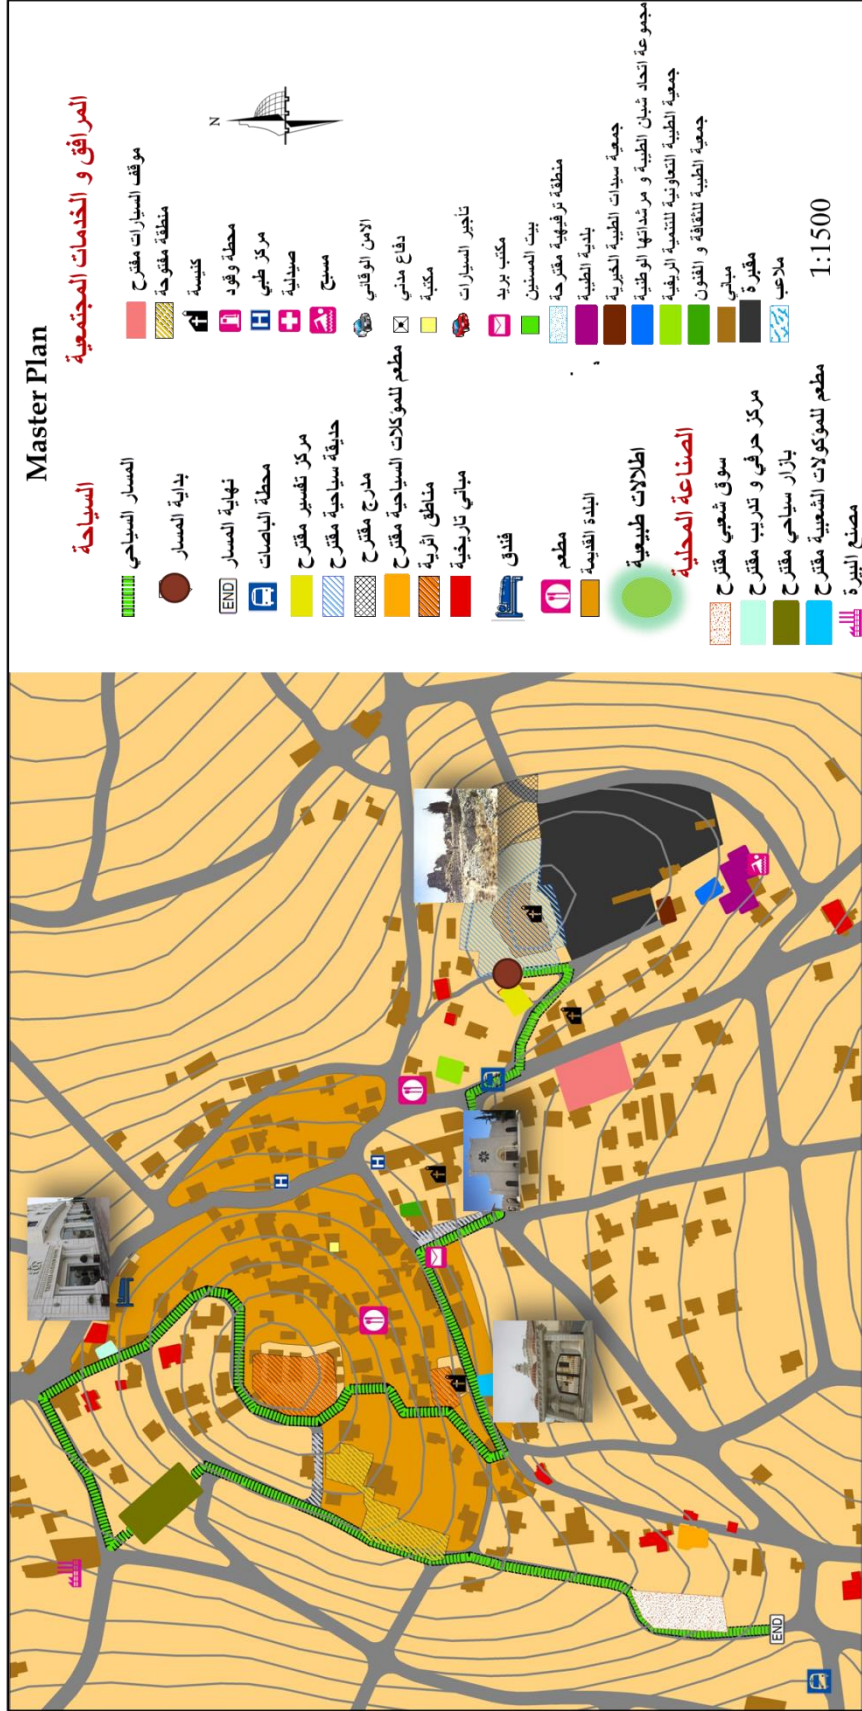 Master Plan
السياحة
المسار السياحي
بداية المسار
END
نهاية المسار
محطة الباصات
مركز تفسير مقترح
حديقة سياحية مقترح
مدرج مقترح
مطعم للموكلات السياحية مقترح
مناطق اثرية
مباني تاريخية
فندق
مطعم
البلدة القديمة
اطلالات طبيعية
الصناعة المحلية
سوق شعبي مقترح
مركز حرفي و تدريب مقترح
بازار سياحي مقترح
مطعم للموكولات الشعبية مقترح
مصنع البيرة
المرافق و الخدمات المجتمعية
موقف السيارات مقترح
منطقة مفتوحة
كنيسة
محطة وقود
H
مركز طبي
صيدلية
مسبح
الامن الوقائي
دفاع مدني
مكتبة
تأجير السيارات
مكتب بريد
بيت المسنين
منطقة ترفيهية مقترحة
بلدية الطيبة
جمعية سيدات الطيبة الخيرية
مجموعة اتحاد شبان الطيبة و مرشداتها الوطنية
جمعية الطيبة التعاونية للتنمية الريفية
جمعية الطيبة للثقافة و الفنون
مباني
مقبرة
ملاعب
N
1:1500
H
H
END